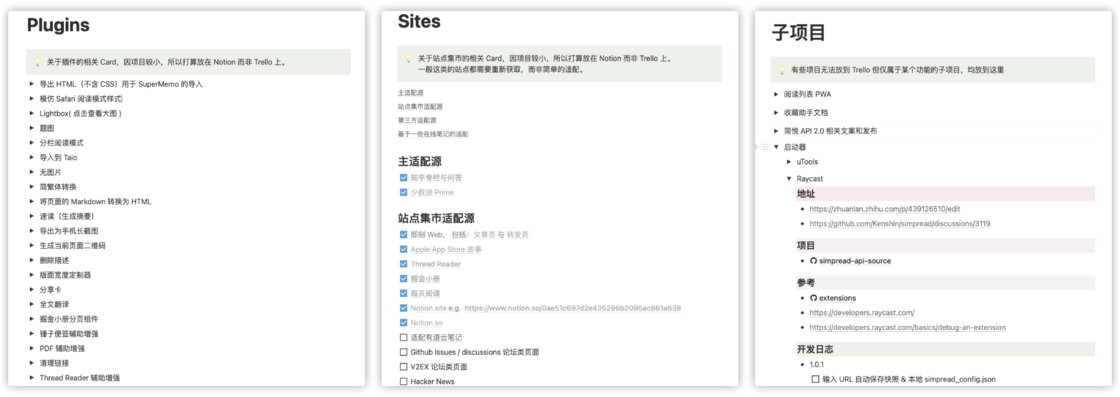 Plugins
💡 关于插件的相关 Card，因项目较小，所以打算放在 Notion 而非 Trello 上。
导出 HTML（不含 CSS）用于 SuperMemo 的导入
模仿 Safari 阅读模式样式
Lightbox( 点击查看大图 )
题图
分栏阅读模式
导入到 Taio
无图片
简繁体转换
将页面的 Markdown 转换为 HTML
速读（生成摘要）
导出为手机长截图
生成当前页面二维码
删除描述
版面宽度定制器
分享卡
全文翻译
掘金小册分页组件
锤子便签辅助增强
PDF 辅助增强
清理链接
Thread Reader 辅助增强
Sites
💡 关于站点集市的相关 Card，因项目较小，所以打算放在 Notion 而非 Trello 上。
一般这类的站点都需要重新获取，而非简单的适配。
主适配源
站点集市适配源
第三方适配源
基于一些在线笔记的适配
主适配源
知乎专栏与问答
少数派 Prime
站点集市适配源
即刻 Web，包括：文章页 与 转发页
Apple App Store 故事
Thread Reader
掘金小册
扇贝阅读
Notion.site e.g. https://www.notion.so/0ae51c697d2e435296b2095ac861a638
Notion.so
适配有道云笔记
Github Issues / discussions 论坛类页面
V2EX 论坛类页面
Hacker News
子项目
💡 有些项目无法放到 Trello 但仅属于某个功能的子项目，均放到这里
阅读列表 PWA
收藏助手文档
简悦 API 2.0 相关文案和发布
启动器
uTools
Raycast
地址
https://zhuanlan.zhihu.com/p/439126510/edit
https://github.com/Kenshin/simpread/discussions/3119
项目
simpread-api-source
参考
extensions
https://developers.raycast.com/
https://developers.raycast.com/basics/debug-an-extension
开发日志
1.0.1
输入 URL 自动保存快照 & 本地 simpread_config.json